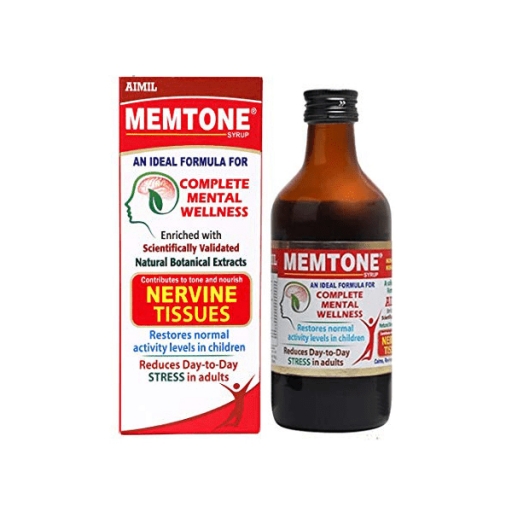 AIMIL
MEMTONE®
SYRUP
AN IDEAL FORMULA FOR
COMPLETE
MENTAL
WELLNESS
Enriched with
Scientifically Validated
Natural Botanical Extracts
Contributes to tone and nourish
NERVINE
TISSUES
Restores normal
activity levels in children
Reduces Day-to-Day
STRESS in adults
MEMTONE®
SYRUP
AN IDEAL FORMULA FOR
COMPLETE
MENTAL
WELLNESS
Restores normal
activity levels in children
Reduces Day-to-Day
STRESS in adults